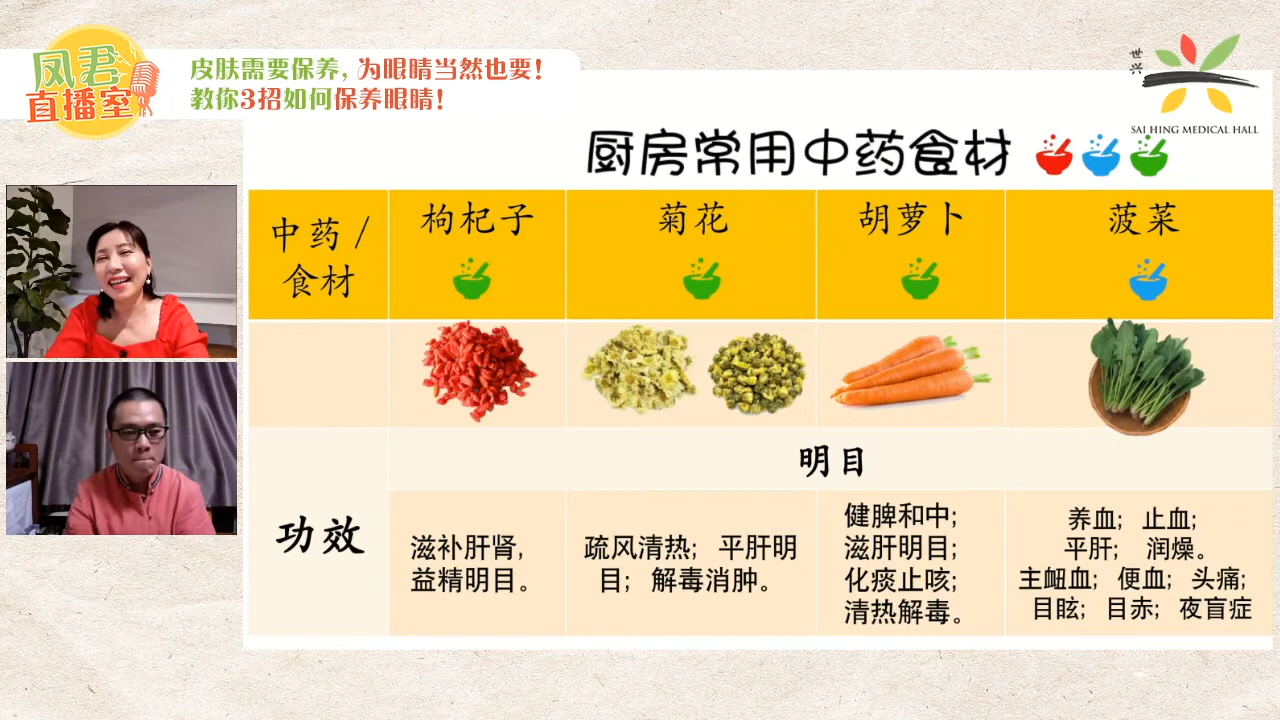 凤君
直播室
皮肤需要保养,为眼睛当然也要!
教你3招如何保养眼睛!
世兴
SAI HING MEDICAL HALL
厨房常用中药食材
中药/
食材
枸杞子
菊花
胡萝卜
菠菜
明目
功效
滋补肝肾,
益精明目。
疏风清热; 平肝明
目; 解毒消肿。
健脾和中;
滋肝明目;
化痰止咳;
清热解毒。
养血; 止血;
平肝; 润燥。
主衄血; 便血; 头痛;
目眩; 目赤; 夜盲症